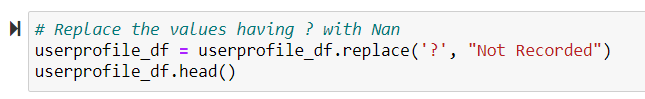 # Replace the values having ? with Nan
userprofile_df = userprofile_df.replace('?', "Not Recorded")
userprofile_df.head()